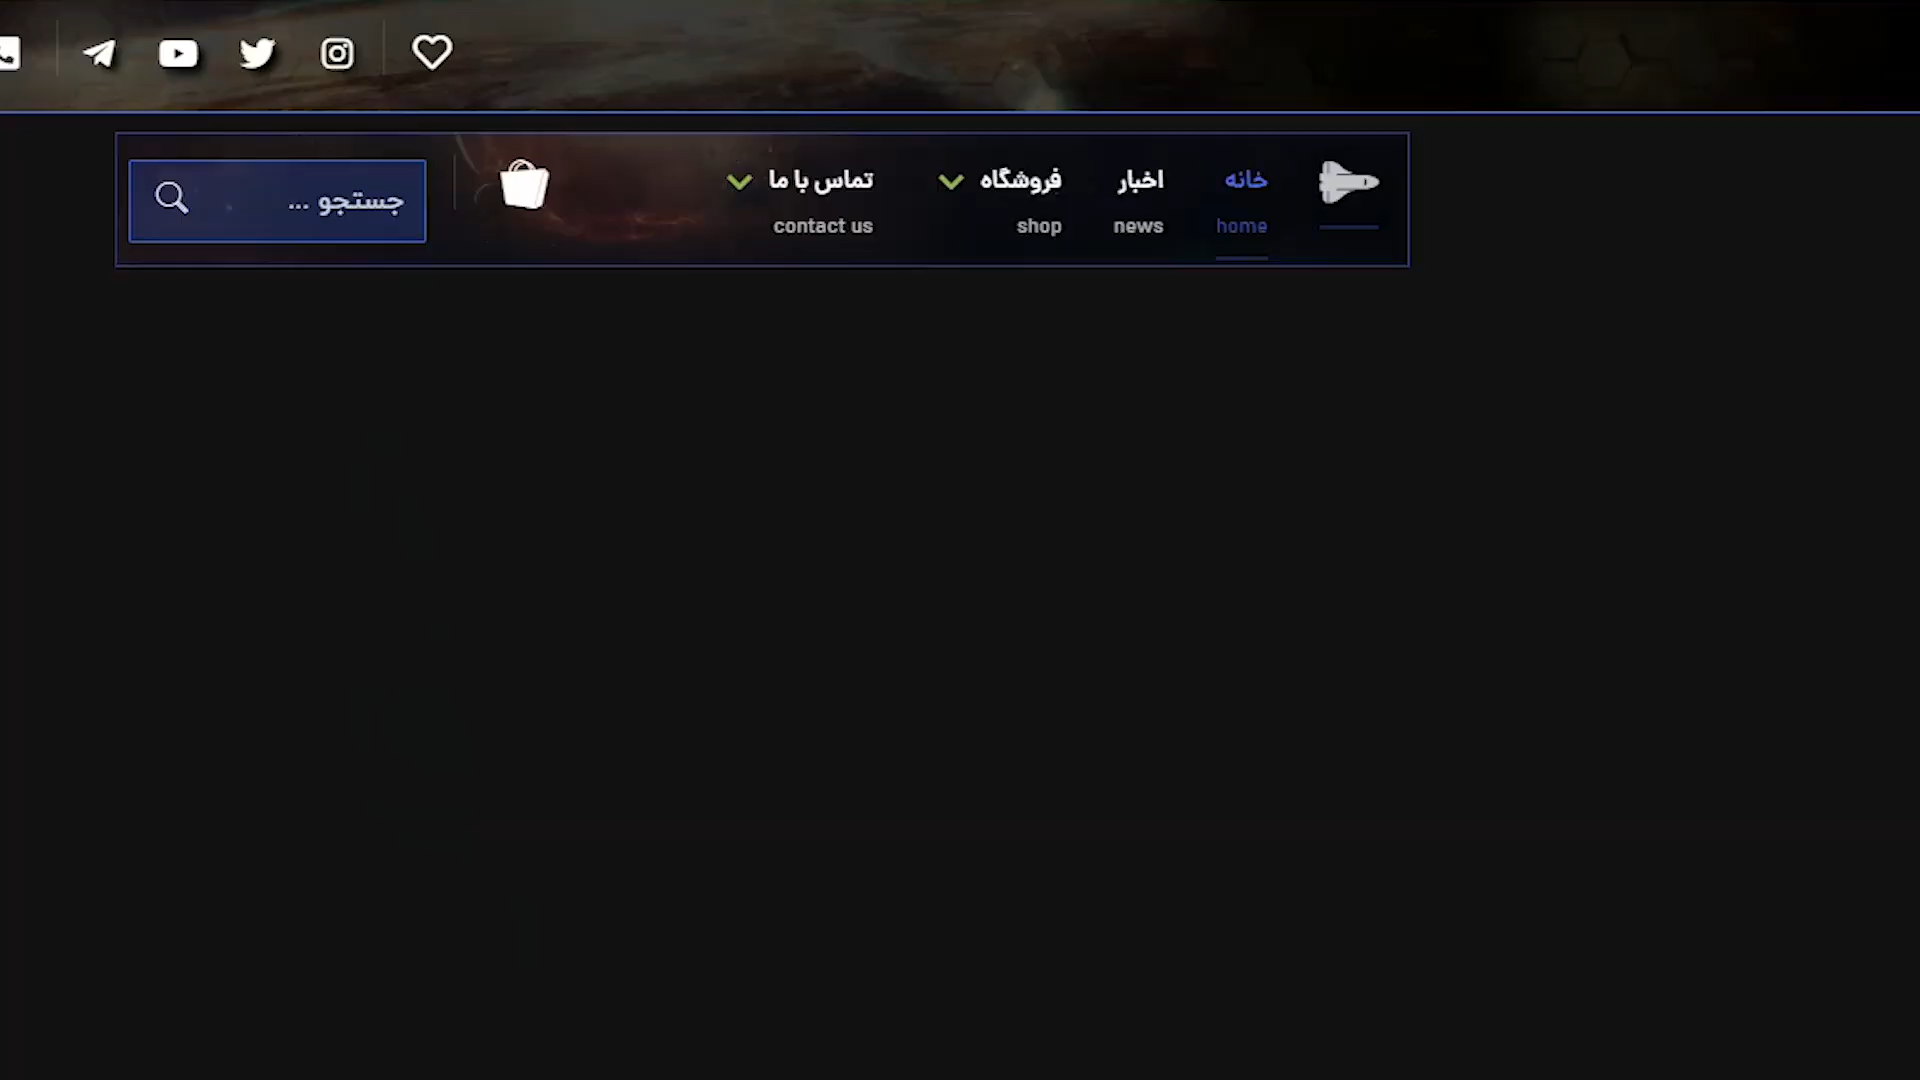 خانه
home
اخبار
news
فروشگاه
shop
تماس با ما
contact us
جستجو ...